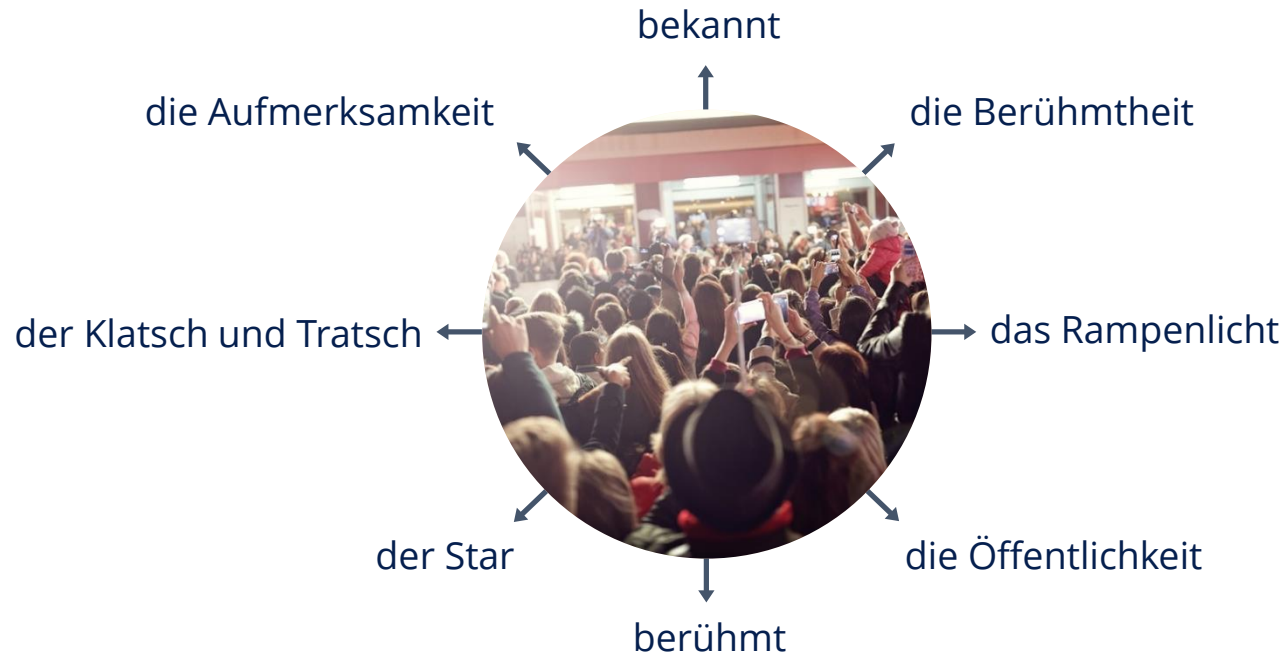 bekannt
die Aufmerksamkeit
die Berühmtheit
der Klatsch und Tratsch
das Rampenlicht
der Star
die Öffentlichkeit
berühmt